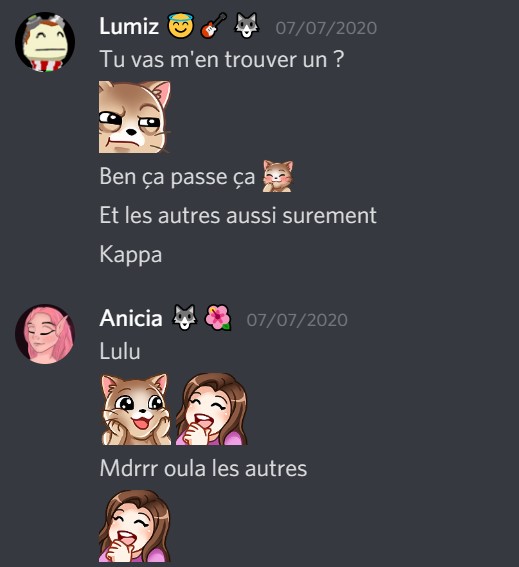 Lumiz 😇 🎸 🐺 07/07/2020
Tu vas m'en trouver un ?
Ben ça passe ça
Et les autres aussi surement
Kappa
Anicia 🐺 🌺 07/07/2020
Lulu
Mdrrr oula les autres